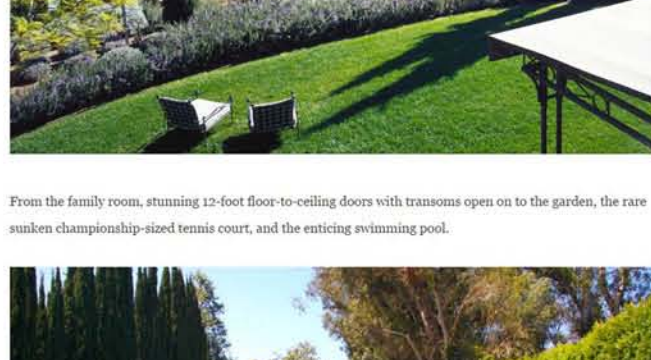 From the family room, stunning 12-foot floor-to-ceiling doors with transoms open on to the garden, the rare
sunken championship-sized tennis court, and the enticing swimming pool.